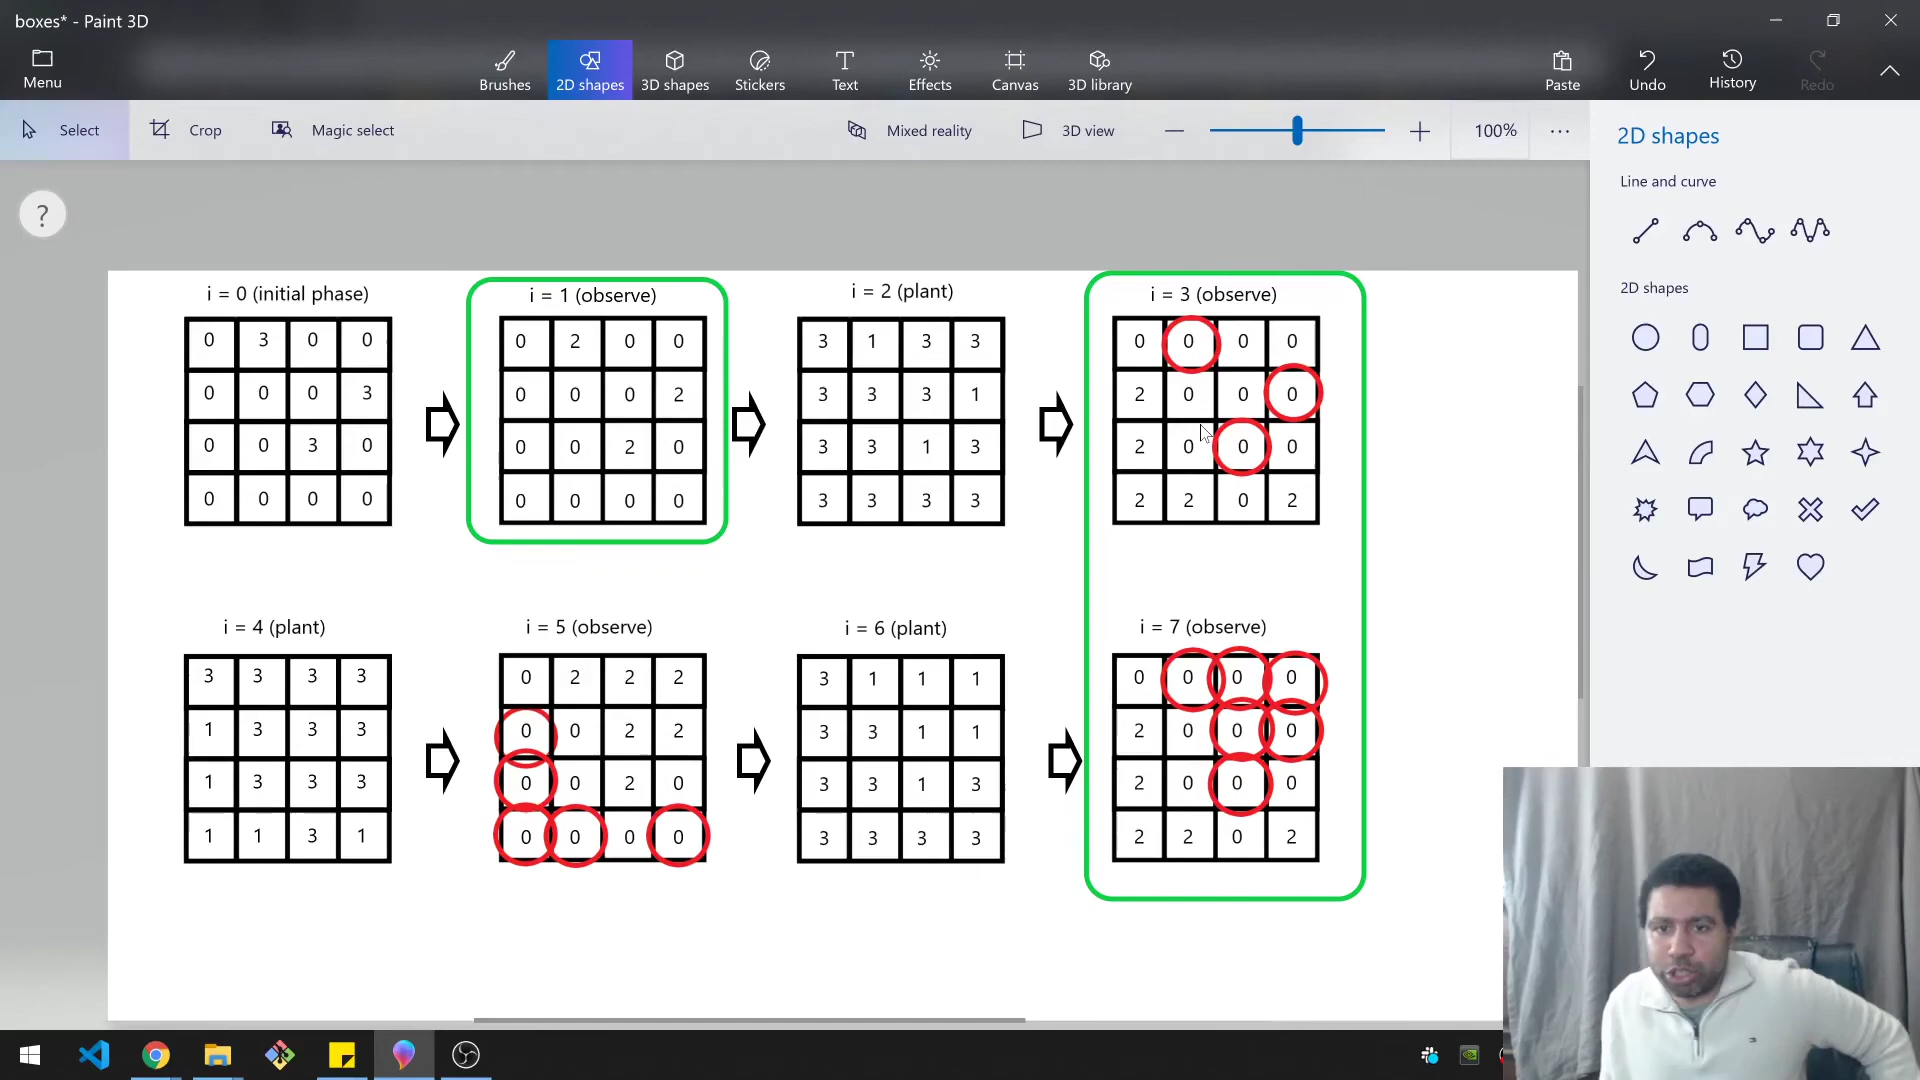 boxes* - Paint 3D
Menu
Brushes
2D shapes
3D shapes
Stickers
Text
Effects
Canvas
3D library
Paste
Undo
History
Redo
Select
Crop
Magic select
Mixed reality
3D view
100%
2D shapes
Line and curve
2D shapes
?
i = 0 (initial phase)
0 3 0 0
0 0 0 3
0 0 3 0
0 0 0 0
i = 1 (observe)
0 2 0 0
0 0 0 2
0 0 2 0
0 0 0 0
i = 2 (plant)
3 1 3 3
3 3 3 1
3 3 1 3
3 3 3 3
i = 3 (observe)
0 0 0 0
2 0 0 0
2 0 0 0
2 2 0 2
i = 4 (plant)
3 3 3 3
1 3 3 3
1 3 3 3
1 1 3 1
i = 5 (observe)
0 2 2 2
0 0 2 2
0 0 2 0
0 0 0 0
i = 6 (plant)
3 1 1 1
3 3 1 1
3 3 1 3
3 3 3 3
i = 7 (observe)
0 0 0 0
2 0 0 0
2 0 0 0
2 2 0 2